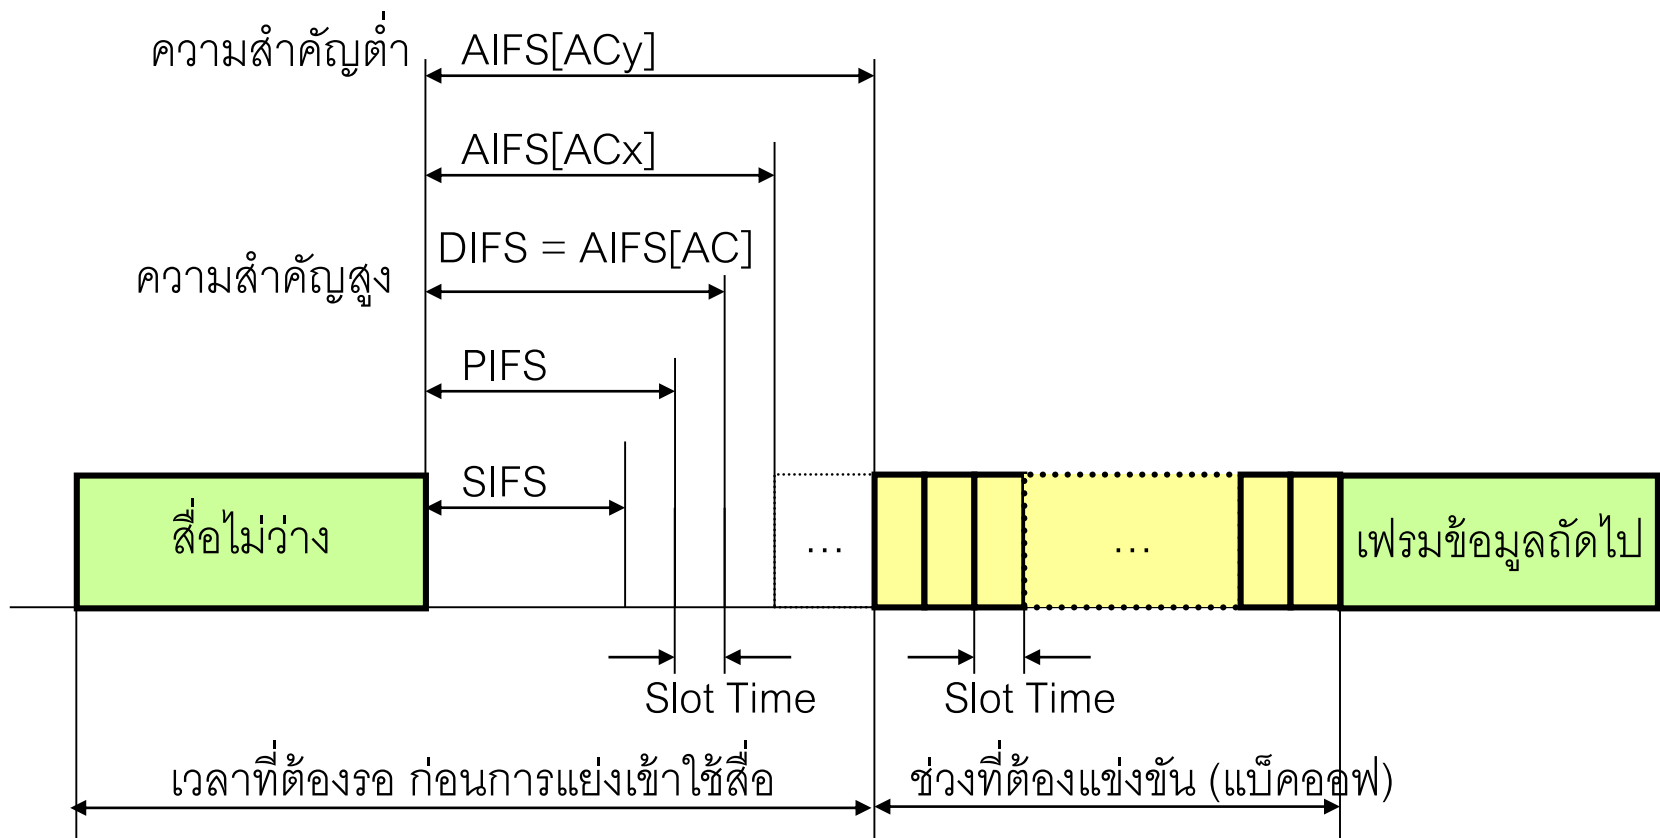 ความสำคัญต่ำ
AIFS[ACy]
AIFS[ACx]
DIFS = AIFS[AC]
ความสำคัญสูง
PIFS
SIFS
สื่อไม่ว่าง
...
...
เฟรมข้อมูลถัดไป
Slot Time
Slot Time
เวลาที่ต้องรอ ก่อนการแย่งเข้าใช้สื่อ
ช่วงที่ต้องแข่งขัน (แบ็คออฟ)